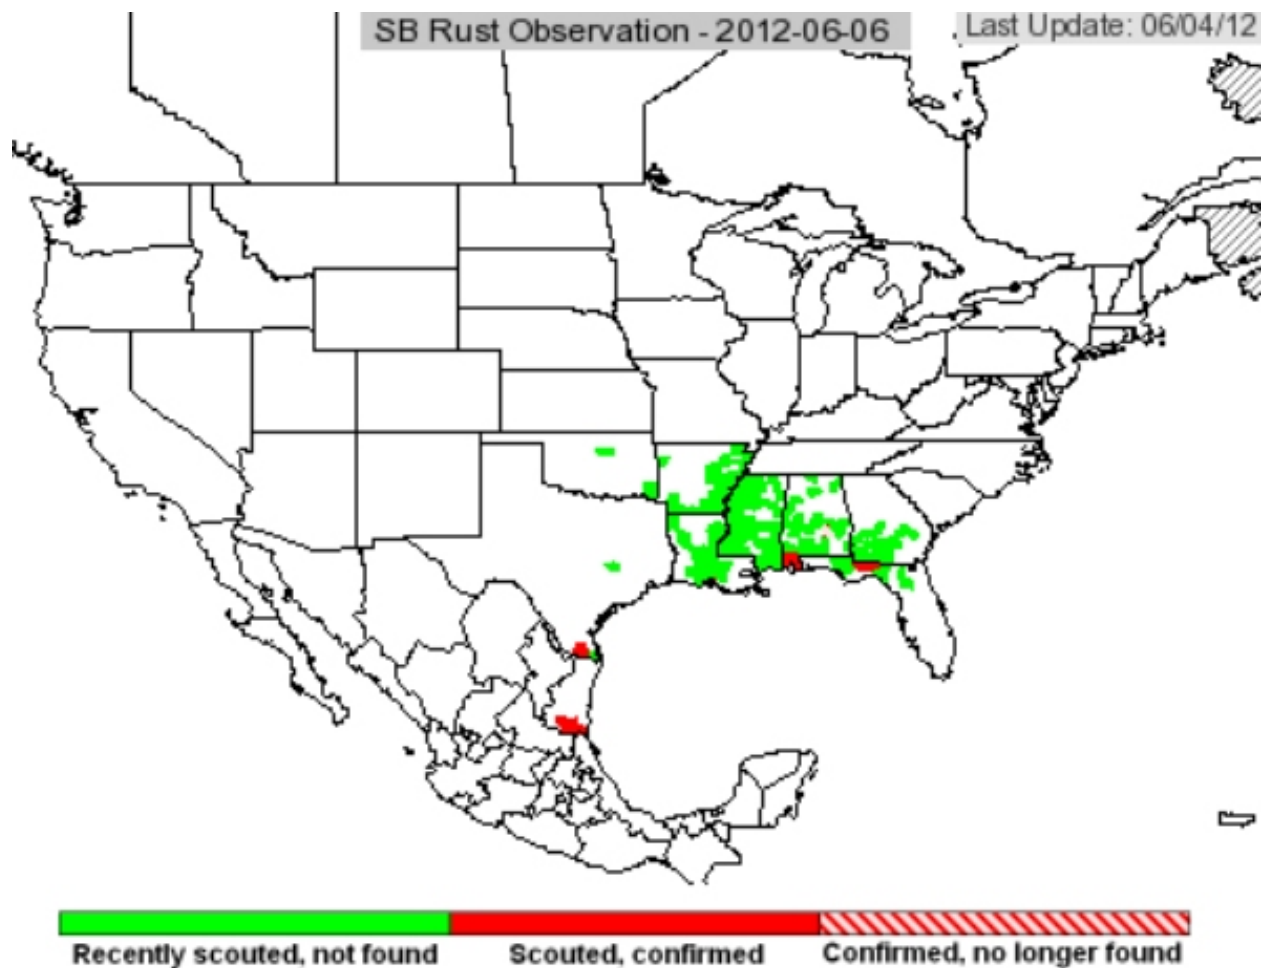 SB Rust Observation - 2012-06-06
Last Update: 06/04/12
Recently scouted, not found
Scouted, confirmed
Confirmed, no longer found